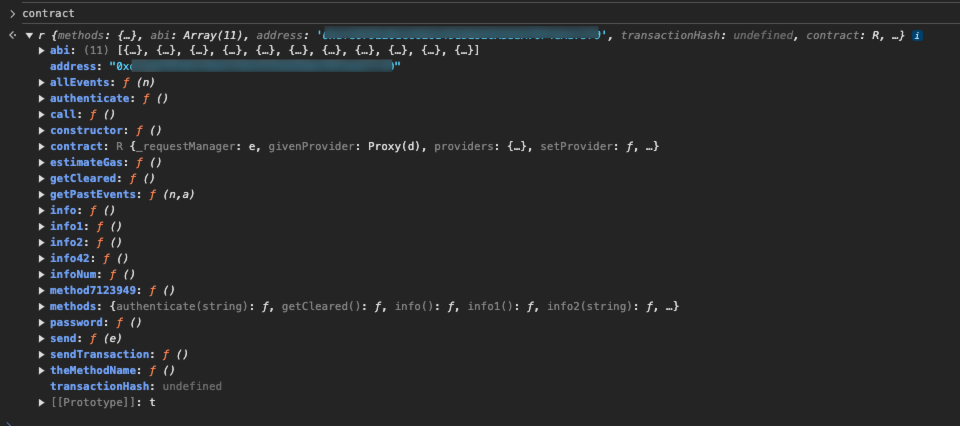 > contract
r {methods: {…}, abi: Array(11), address: '', transactionHash: undefined, contract: R, …} i
abi: (11) [{…}, {…}, {…}, {…}, {…}, {…}, {…}, {…}, {…}, {…}, {…}]
address: "0x"
allEvents: ƒ (n)
authenticate: ƒ ()
call: ƒ ()
constructor: ƒ ()
contract: R {_requestManager: e, givenProvider: Proxy(d), providers: {…}, setProvider: ƒ, …}
estimateGas: ƒ ()
getCleared: ƒ ()
getPastEvents: ƒ (n,a)
info: ƒ ()
info1: ƒ ()
info2: ƒ ()
info42: ƒ ()
infoNum: ƒ ()
method7123949: ƒ ()
methods: {authenticate(string): ƒ, getCleared(): ƒ, info(): ƒ, info1(): ƒ, info2(string): ƒ, …}
password: ƒ ()
send: ƒ (e)
sendTransaction: ƒ ()
theMethodName: ƒ ()
transactionHash: undefined
[[Prototype]]: t